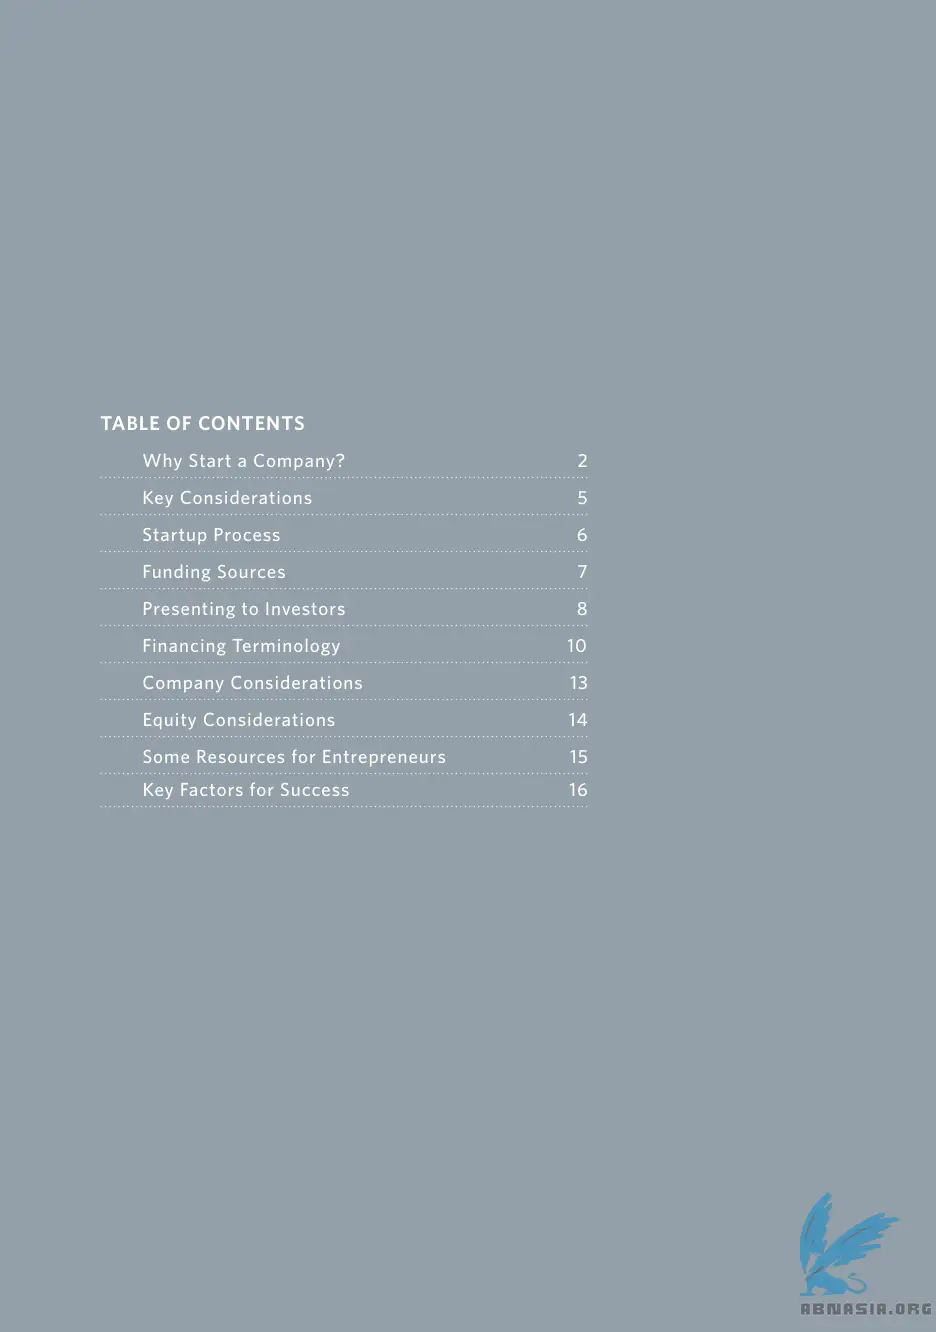 TABLE OF CONTENTS
Why Start a Company? 2
Key Considerations 5
Startup Process 6
Funding Sources 7
Presenting to Investors 8
Financing Terminology 10
Company Considerations 13
Equity Considerations 14
Some Resources for Entrepreneurs 15
Key Factors for Success 16
ABNASIA.ORG